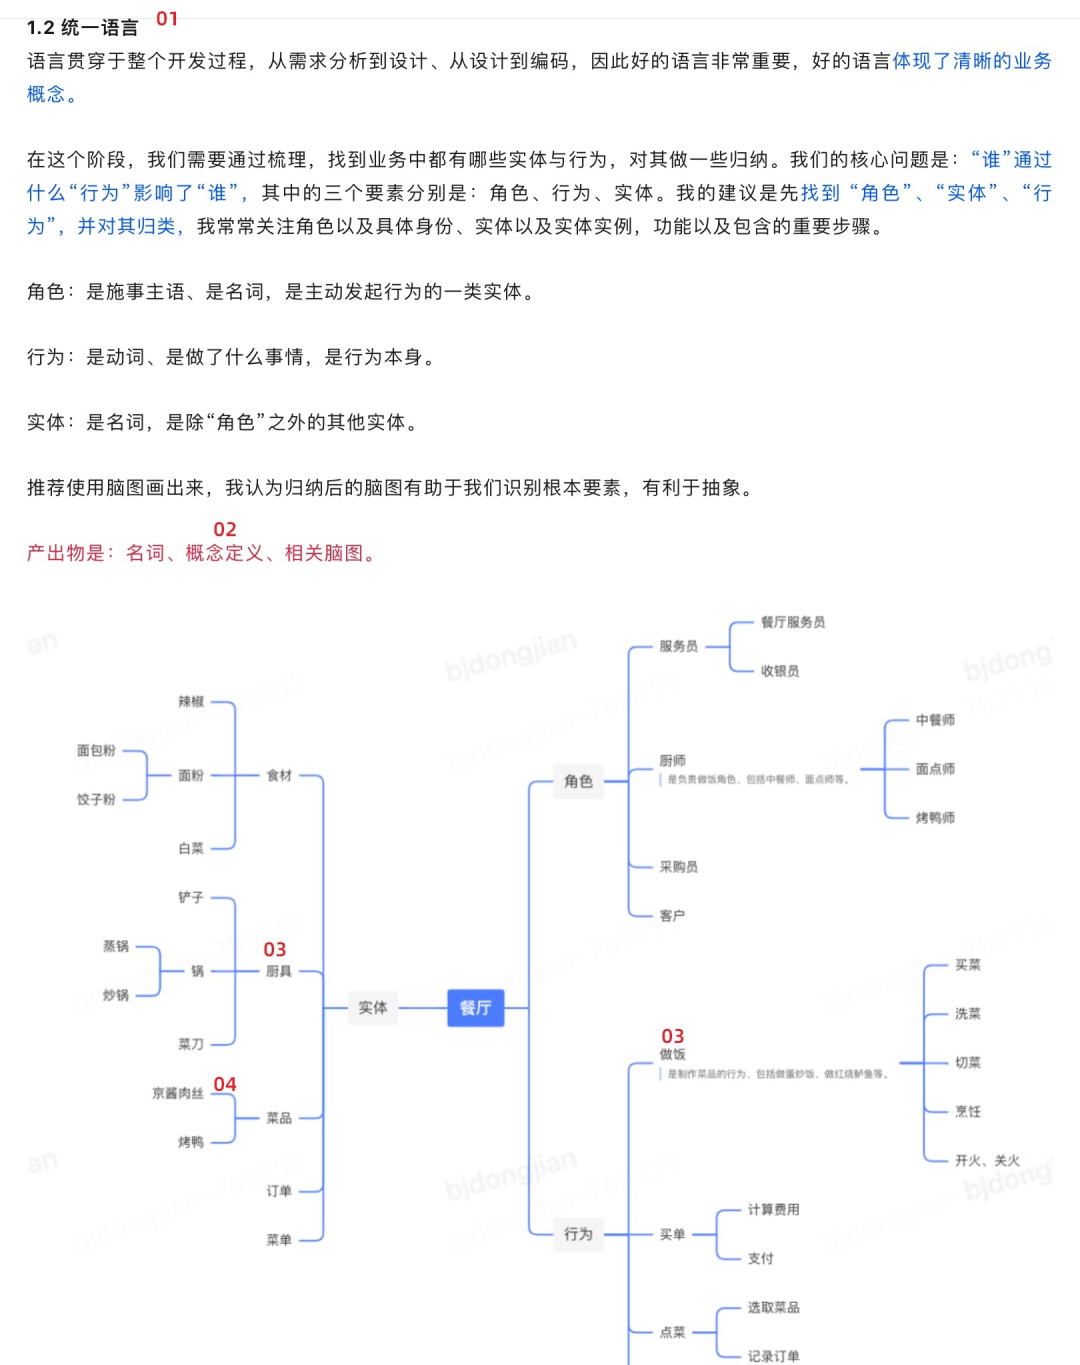 1.2 统一语言 01
语言贯穿于整个开发过程，从需求分析到设计、从设计到编码，因此好的语言非常重要，好的语言体现了清晰的业务
概念。
在这个阶段，我们需要通过梳理，找到业务中都有哪些实体与行为，对其做一些归纳。我们的核心问题是：“谁”通过
什么“行为”影响了“谁”，其中的三个要素分别是：角色、行为、实体。我的建议是先找到 “角色”、“实体”、“行
为”，并对其归类，我常常关注角色以及具体身份、实体以及实体实例，功能以及包含的重要步骤。
角色：是施事主语、是名词，是主动发起行为的一类实体。
行为：是动词、是做了什么事情，是行为本身。
实体：是名词，是除“角色”之外的其他实体。
推荐使用脑图画出来，我认为归纳后的脑图有助于我们识别根本要素，有利于抽象。
02
产出物是：名词、概念定义、相关脑图。
餐厅
实体
食材
辣椒
面粉
面包粉
饺子粉
白菜
03
厨具
铲子
锅
蒸锅
炒锅
菜刀
菜品
京酱肉丝 04
烤鸭
订单
菜单
角色
服务员
餐厅服务员
收银员
厨师
是负责做饭角色、包括中餐师、面点师等。
中餐师
面点师
烤鸭师
采购员
客户
行为
03
做饭
是制作菜品的行为、包括做蛋炒饭、做红烧鲈鱼等。
买菜
洗菜
切菜
烹饪
开火、关火
买单
计算费用
支付
点菜
选取菜品
记录订单
an
bjdongjian
bjdong
an
bjdongjian
bjdong